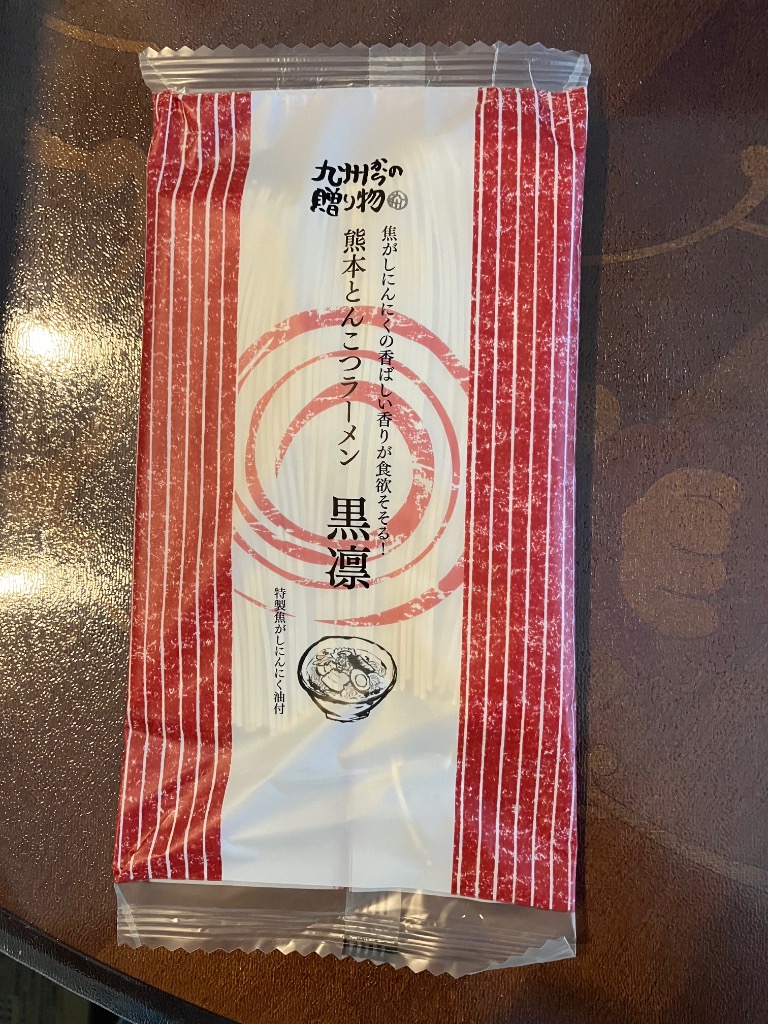 九州からの
贈り物
焦がしにんにくの香ばしい香りが食欲そそる!
熊本とんこつラーメン 黒凛
特製焦がしにんにく油付